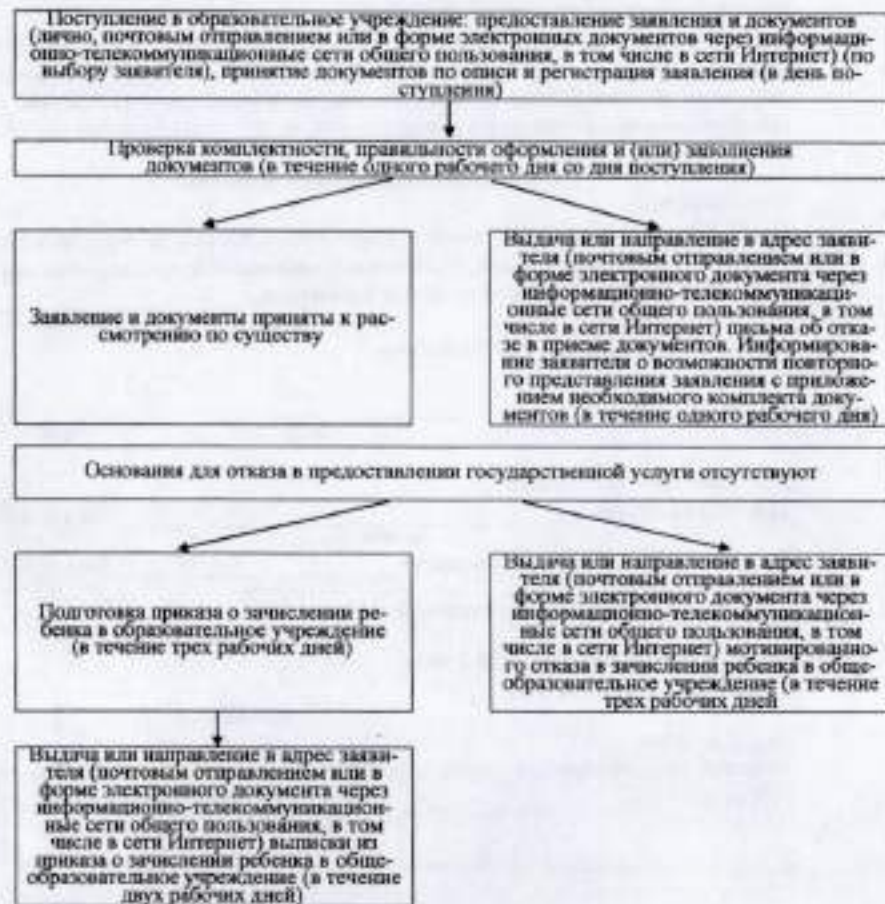 Поступление в образовательное учреждение: предоставление заявления и документов
(лично, почтовым отправлением или в форме электронных документов через информаци-
онно-телекоммуникационные сети общего пользования, в том числе в сети Интернет) (по
выбору заявителя), принятие документов по описи и регистрация заявления (в день по-
ступления)
Проверка комплектности, правильности оформления и (или) заполнения
документов (в течение одного рабочего дня со дня поступления)
Заявление и документы приняты к рас-
смотрению по существу
Выдача или направление в адрес заяви-
теля (почтовым отправлением или в
форме электронного документа через
информационно-телекоммуникаци-
онные сети общего пользования, в том
числе в сети Интернет) письма об отка-
зе в приеме документов. Информирова-
ние заявителя о возможности повторно-
го представления заявления с приложе-
нием необходимого комплекта доку-
ментов (в течение одного рабочего дня)
Основания для отказа в предоставлении государственной услуги отсутствуют
Подготовка приказа о зачислении ре-
бенка в образовательное учреждение
(в течение трех рабочих дней)
Выдача или направление в адрес заяви-
теля (почтовым отправлением или в
форме электронного документа через
информационно-телекоммуникацион-
ные сети общего пользования, в том
числе в сети Интернет) мотивированно-
го отказа в зачислении ребенка в обще-
образовательное учреждение (в течение
трех рабочих дней
Выдача или направление в адрес заяви-
теля (почтовым отправлением или в
форме электронного документа через
информационно-телекоммуникацион-
ные сети общего пользования, в том
числе в сети Интернет) выписки из
приказа о зачислении ребенка в обще-
образовательное учреждение (в течение
двух рабочих дней)